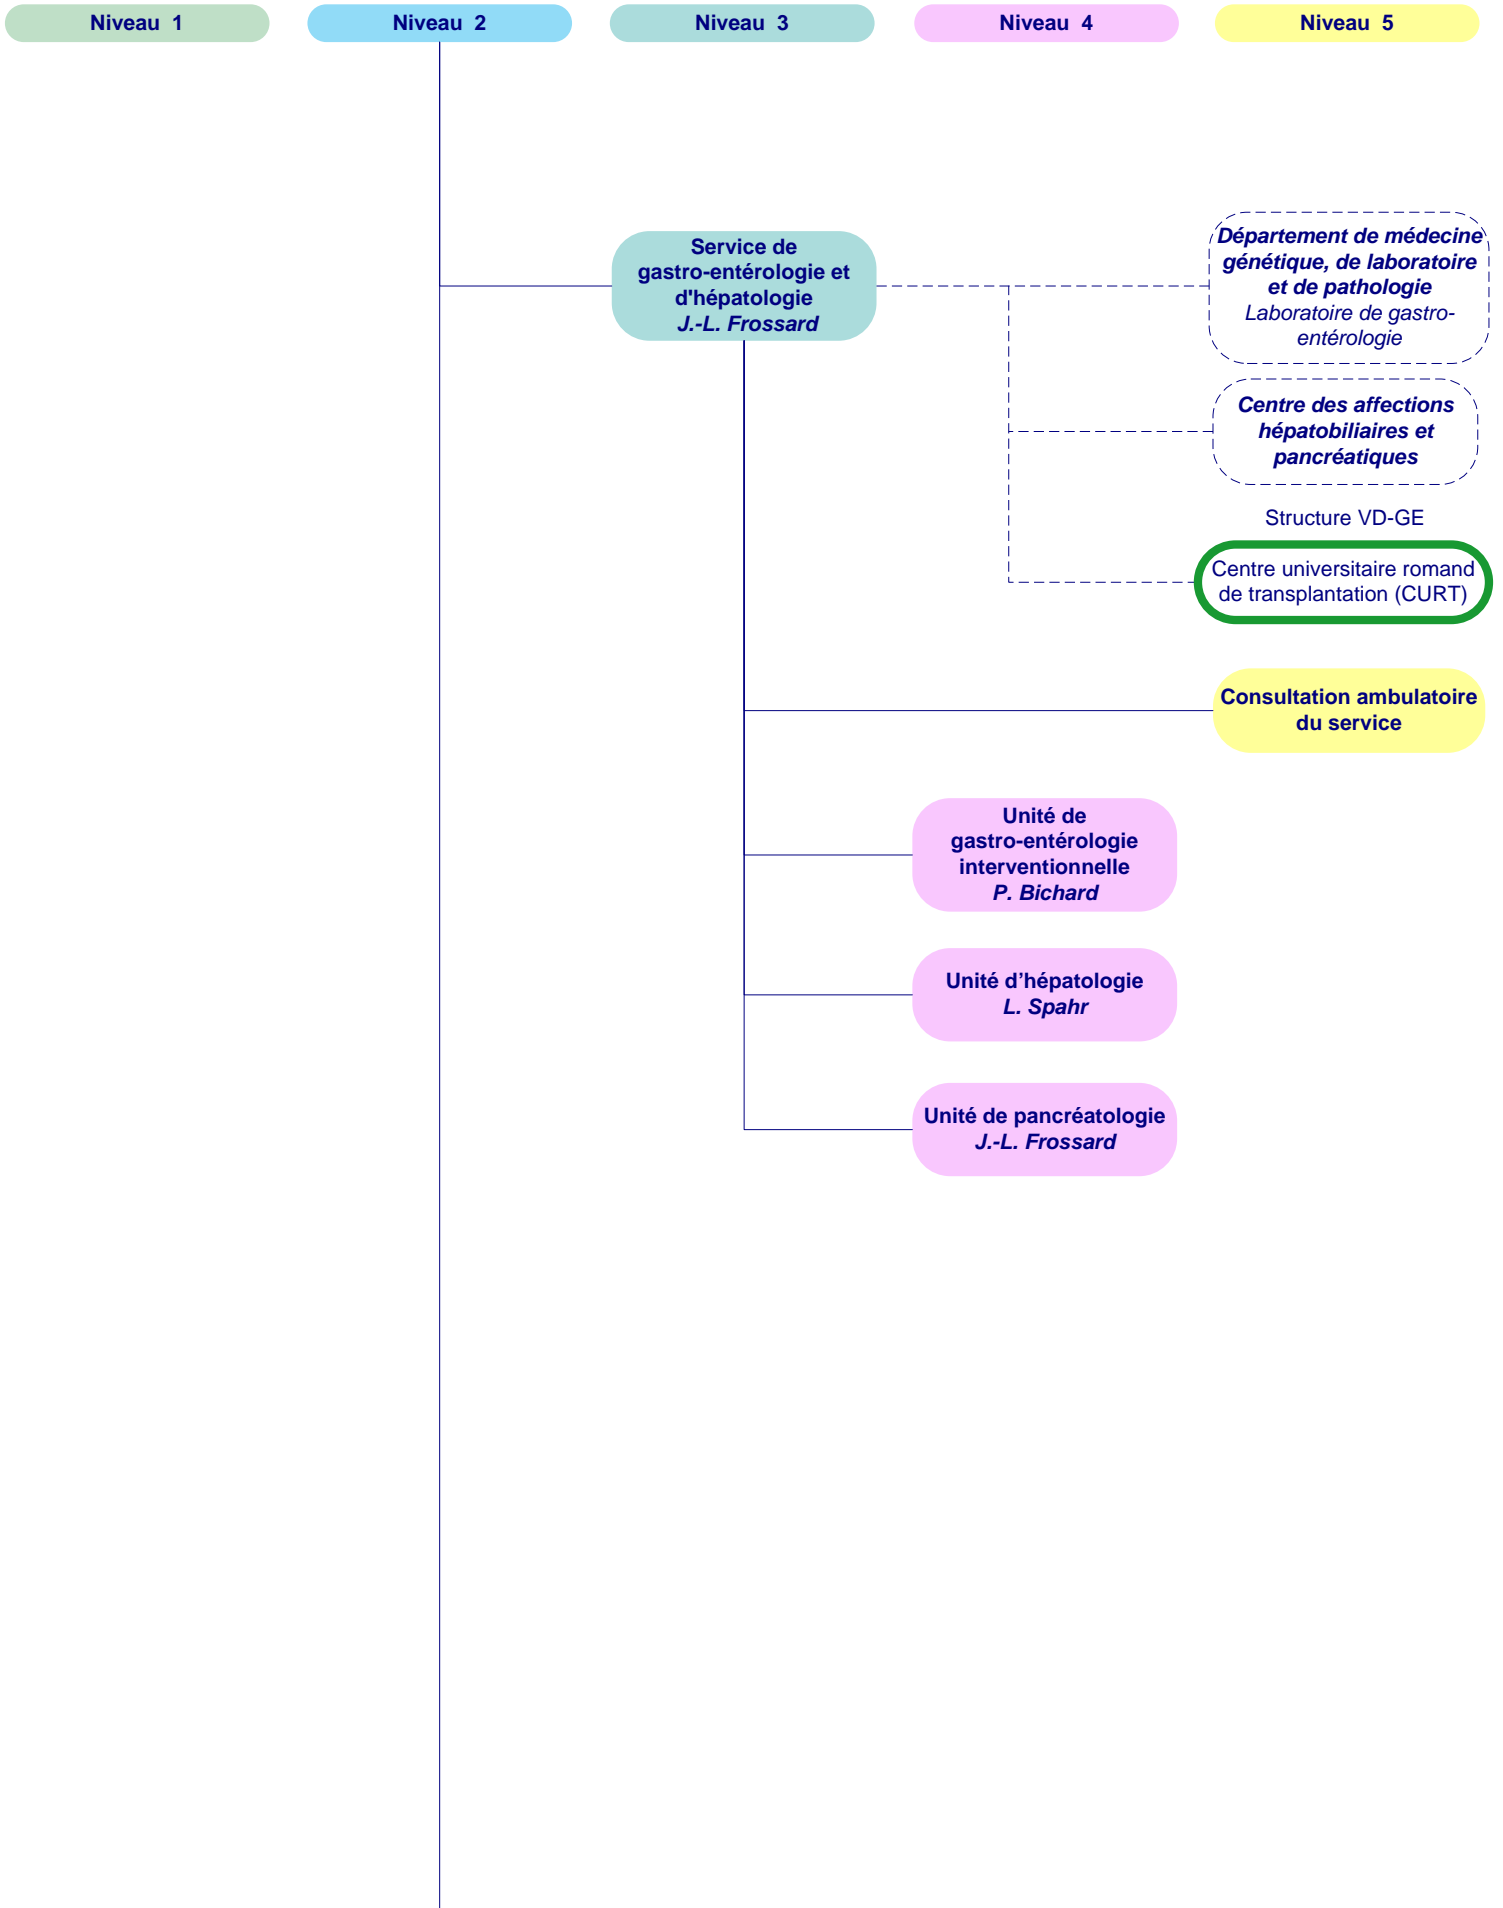 Niveau 1
Niveau 2
Niveau 3
Niveau 4
Niveau 5
Service de
gastro-entérologie et
d'hépatologie
J.-L. Frossard
Département de médecine
génétique, de laboratoire
et de pathologie
Laboratoire de gastro-
entérologie
Centre des affections
hépatobiliaires et
pancréatiques
Structure VD-GE
Centre universitaire romand
de transplantation (CURT)
Consultation ambulatoire
du service
Unité de
gastro-entérologie
interventionnelle
P. Bichard
Unité d’hépatologie
L. Spahr
Unité de pancréatologie
J.-L. Frossard